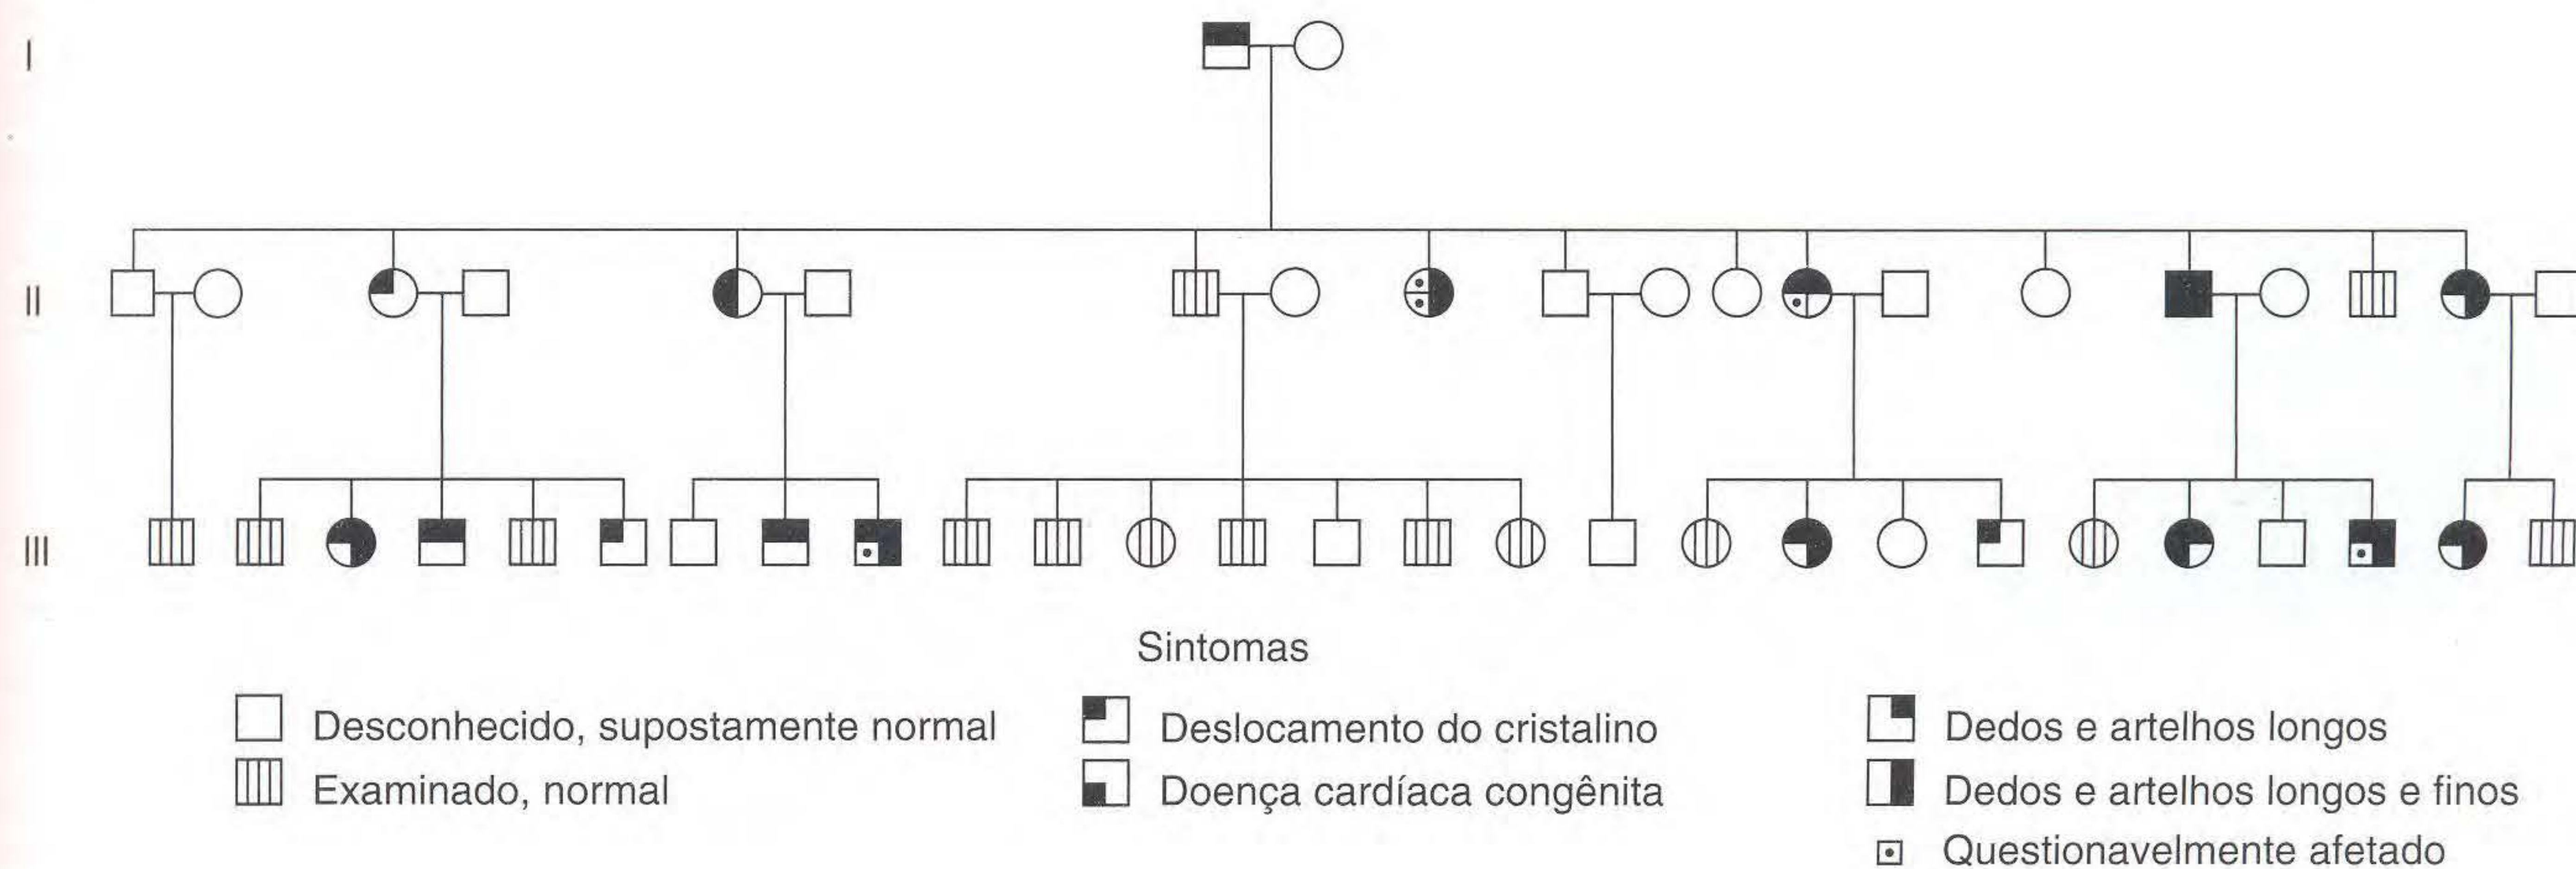 I
II
III
Sintomas
Desconhecido, supostamente normal
Deslocamento do cristalino
Dedos e artelhos longos
Examinado, normal
Doença cardíaca congênita
Dedos e artelhos longos e finos
Questionavelmente afetado